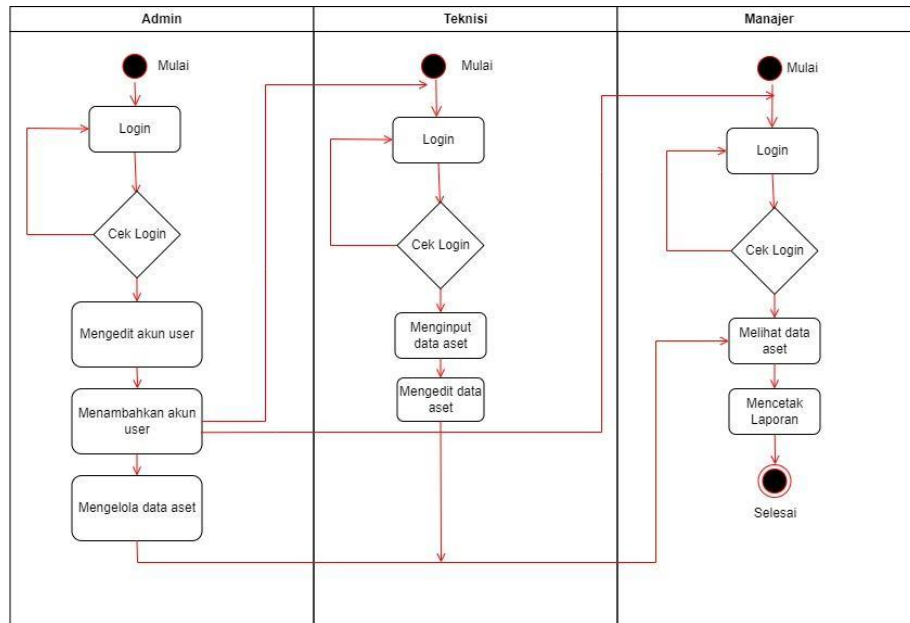 Admin
Teknisi
Manajer
Mulai
Login
Cek Login
Mengedit akun user
Menambahkan akun
user
Mengelola data aset
Mulai
Login
Cek Login
Menginput
data aset
Mengedit data
aset
Mulai
Login
Cek Login
Melihat data
aset
Mencetak
Laporan
Selesai